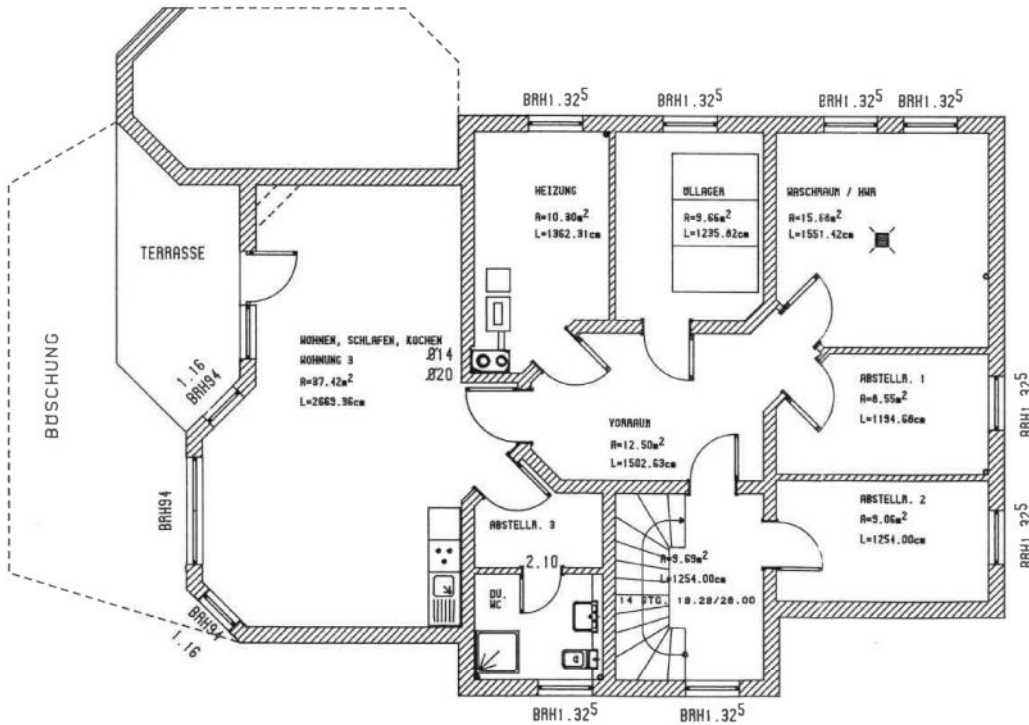 BRH1.32⁵
BRH1.32⁵
BRH1.32⁵
BRH1.32⁵
HEIZUNG
A=10.30m²
L=1362.31cm
ÖLLAGER
A=9.66m²
L=1235.82cm
WASCHRAUM / HWR
A=15.68m²
L=1551.42cm
TERRASSE
BÖSCHUNG
WOHNEN, SCHLAFEN, KOCHEN
WOHNUNG 3
A=37.42m²
L=2669.36cm
Ø14
Ø20
1.16
BRH94
ABSTELLR. 1
A=8.55m²
L=1194.68cm
BRH1.32⁵
VORRAUM
A=12.50m²
L=1502.63cm
BRH94
ABSTELLR. 2
A=9.06m²
L=1254.00cm
BRH1.32⁵
ABSTELLR. 3
2.10
A=9.69m²
L=1254.00cm
14 STG. 18.28/26.00
DU.
WC
BRH94
1.16
BRH1.32⁵
BRH1.32⁵